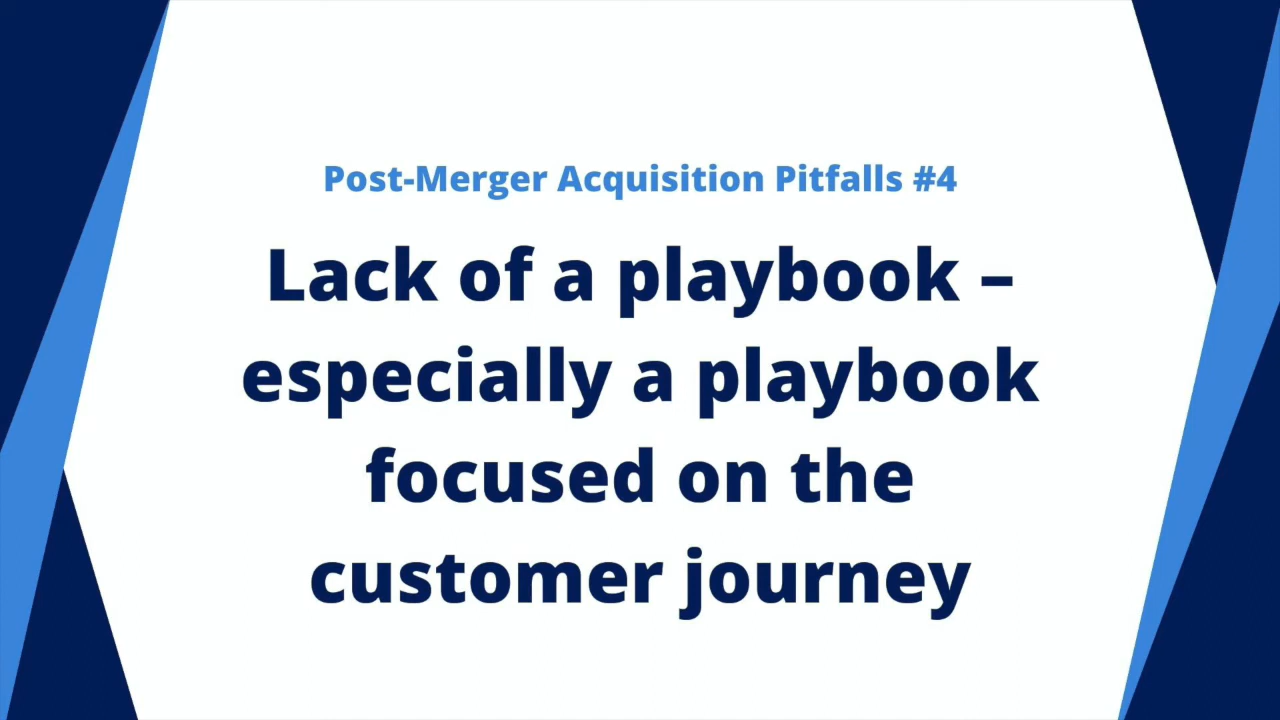 Post-Merger Acquisition Pitfalls #4
Lack of a playbook –
especially a playbook
focused on the
customer journey